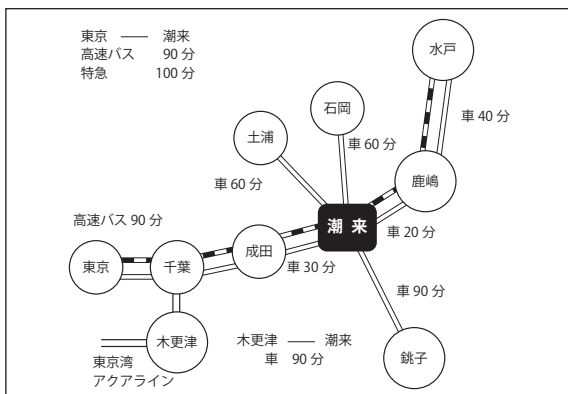 東京 ── 潮来
高速バス 90 分
特急 100 分
水戸
石岡
土浦
車 40 分
車 60 分
車 60 分
鹿嶋
高速バス 90 分
潮 来
車 20 分
成田
東京
千葉
車 30 分
車 90 分
木更津
木更津 ── 潮来
車 90 分
東京湾
アクアライン
銚子